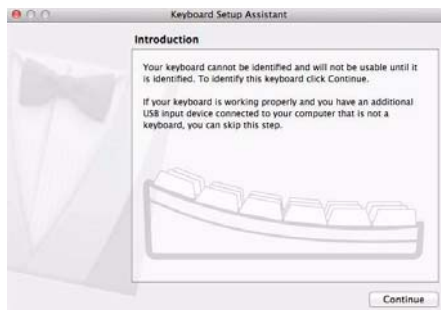 Keyboard Setup Assistant
Introduction
Your keyboard cannot be identified and will not be usable until it
is identified. To identify this keyboard click Continue.
If your keyboard is working properly and you have an additional
USB input device connected to your computer that is not a
keyboard, you can skip this step.
Continue